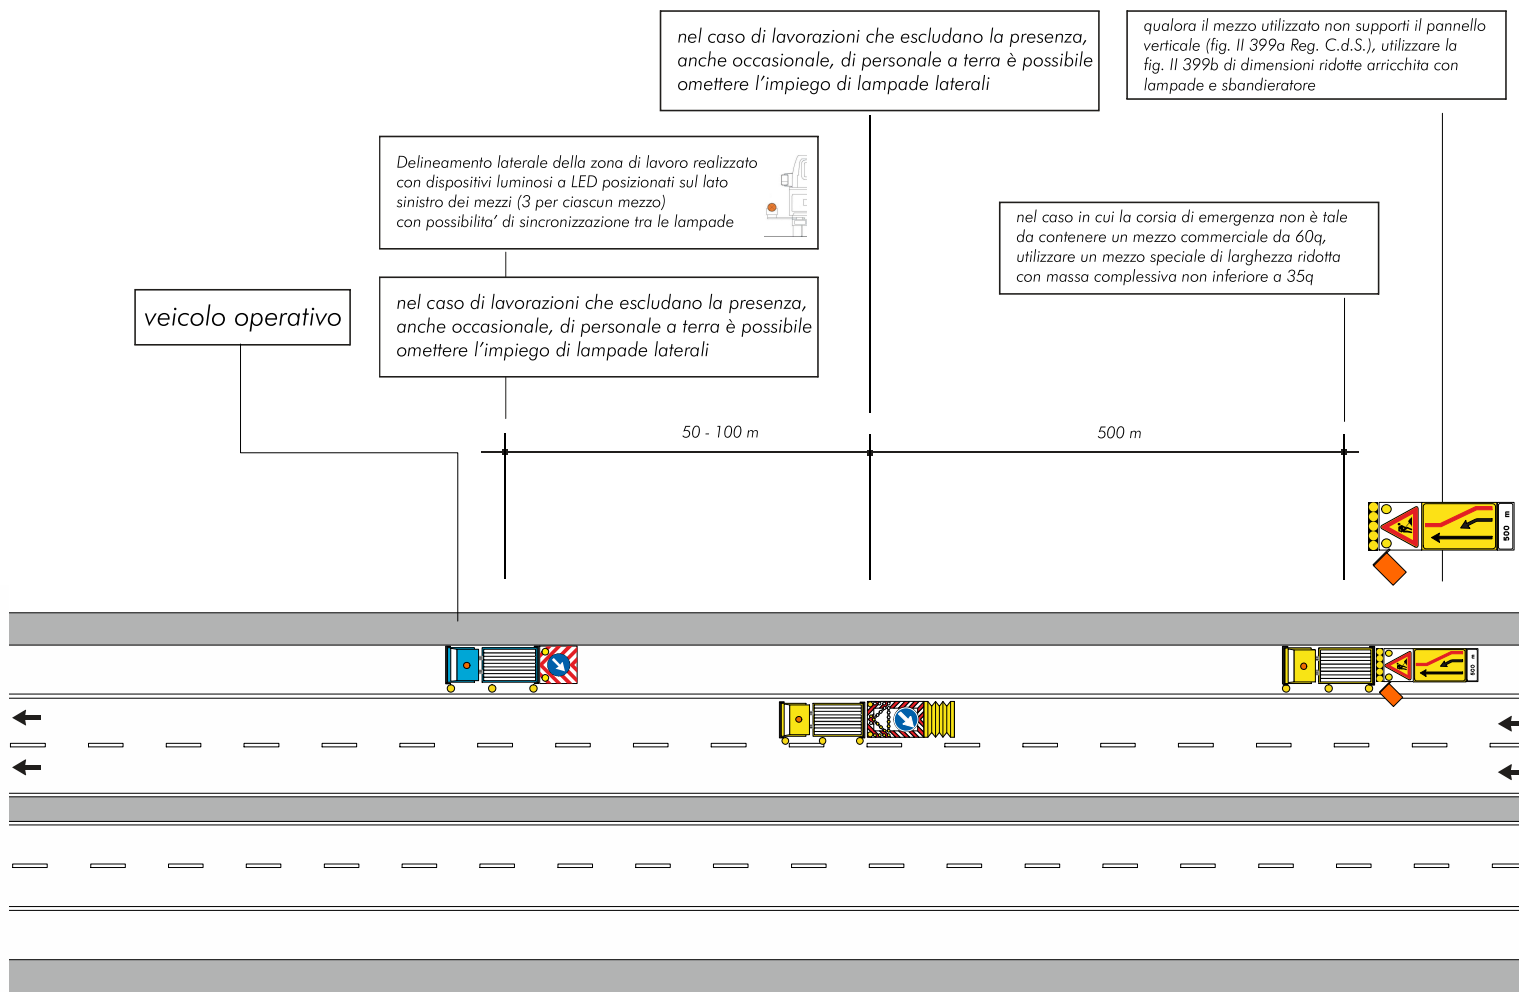 nel caso di lavorazioni che escludano la presenza,
anche occasionale, di personale a terra è possibile
omettere l'impiego di lampade laterali
qualora il mezzo utilizzato non supporti il pannello
verticale (fig. II 399a Reg. C.d.S.), utilizzare la
fig. II 399b di dimensioni ridotte arricchita con
lampade e sbandieratore
Delineamento laterale della zona di lavoro realizzato
con dispositivi luminosi a LED posizionati sul lato
sinistro dei mezzi (3 per ciascun mezzo)
con possibilita' di sincronizzazione tra le lampade
nel caso in cui la corsia di emergenza non è tale
da contenere un mezzo commerciale da 60q,
utilizzare un mezzo speciale di larghezza ridotta
con massa complessiva non inferiore a 35q
veicolo operativo
nel caso di lavorazioni che escludano la presenza,
anche occasionale, di personale a terra è possibile
omettere l'impiego di lampade laterali
50 - 100 m
500 m
500 m
500 m